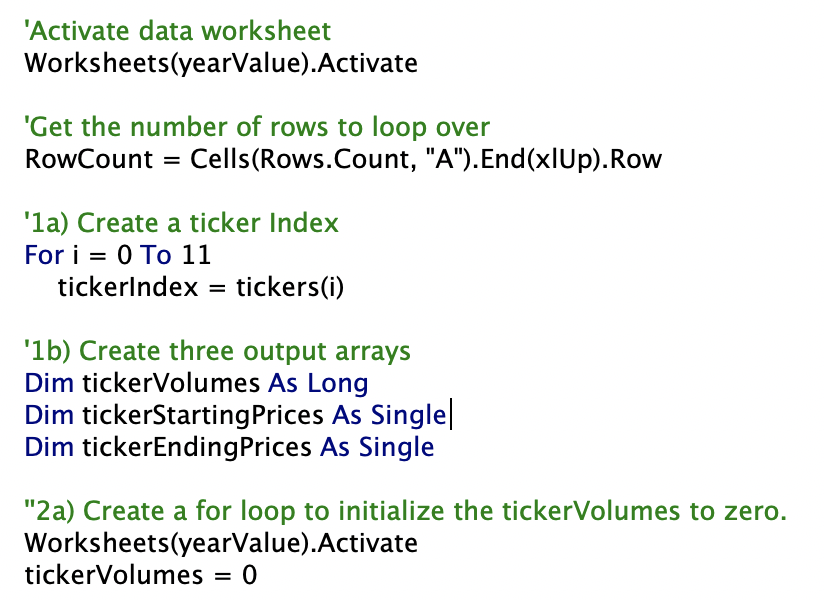 'Activate data worksheet
Worksheets(yearValue).Activate
'Get the number of rows to loop over
RowCount = Cells(Rows.Count, "A").End(xlUp).Row
'1a) Create a ticker Index
For i = 0 To 11
tickerIndex = tickers(i)
'1b) Create three output arrays
Dim tickerVolumes As Long
Dim tickerStartingPrices As Single
Dim tickerEndingPrices As Single
''2a) Create a for loop to initialize the tickerVolumes to zero.
Worksheets(yearValue).Activate
tickerVolumes = 0